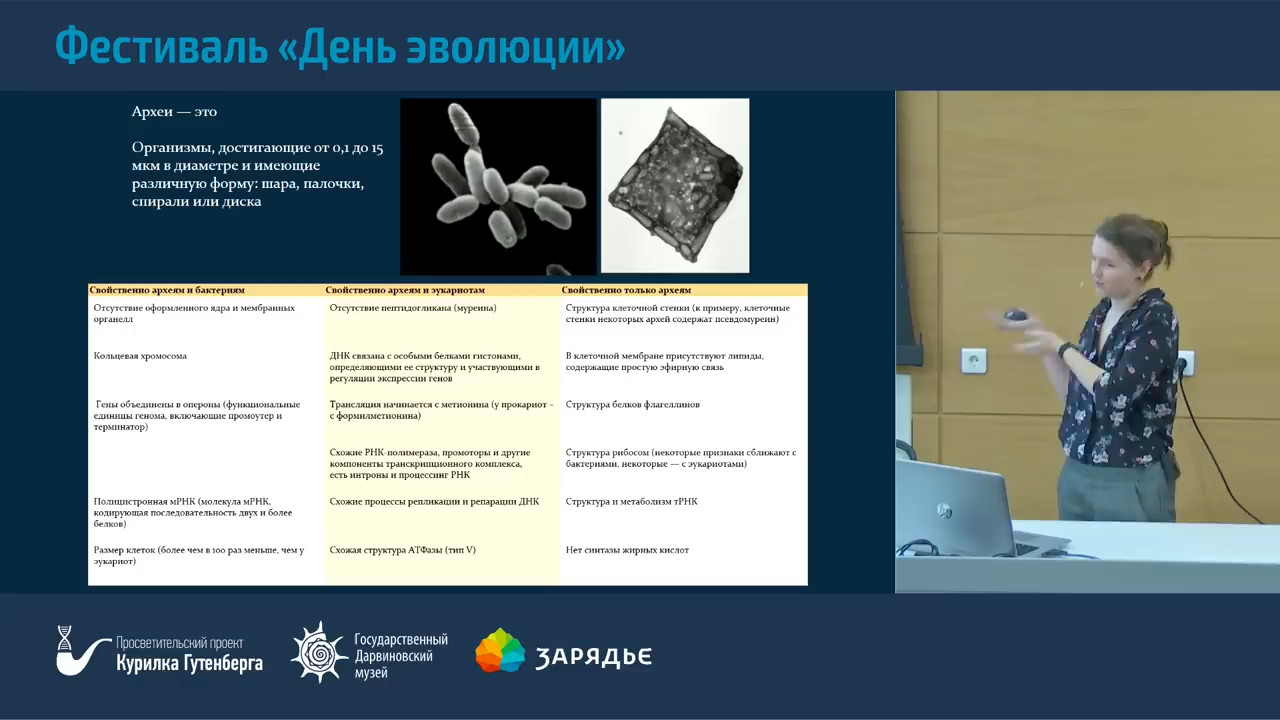 Фестиваль «День эволюции»
Археи — это
Организмы, достигающие от 0,1 до 15
мкм в диаметре и имеющие
различную форму: шара, палочки,
спирали или диска
Свойственно археям и бактериям
Свойственно археям и эукариотам
Свойственно только археям
Отсутствие оформленного ядра и мембранных
органелл
Отсутствие пептидогликана (муреина)
Структура клеточной стенки (к примеру, клеточные
стенки некоторых архей содержат псевдомуреин)
Кольцевая хромосома
ДНК связана с особыми белками гистонами,
определяющими ее структуру и участвующими в
регуляции экспрессии генов
В клеточной мембране присутствуют липиды,
содержащие простую эфирную связь
Гены объединены в опероны (функциональные
единицы генома, включающие промоутер и
терминатор)
Трансляция начинается с метионина (у прокариот –
с формилметионина)
Структура белков флагеллинов
Схожие РНК-полимераза, промоторы и другие
компоненты транскрипционного комплекса,
есть интроны и процессинг РНК
Структура рибосом (некоторые признаки сближают с
бактериями, некоторые — с эукариотами)
Полицистронная мРНК (молекула мРНК,
кодирующая последовательность двух и более
белков)
Схожие процессы репликации и репарации ДНК
Структура и метаболизм тРНК
Размер клеток (более чем в 100 раз меньше, чем у
эукариот)
Схожая структура АТФазы (тип V)
Нет синтазы жирных кислот
hp
Просветительский проект
Курилка Гутенберга
Государственный
Дарвиновский
музей
ЗАРЯДЬЕ